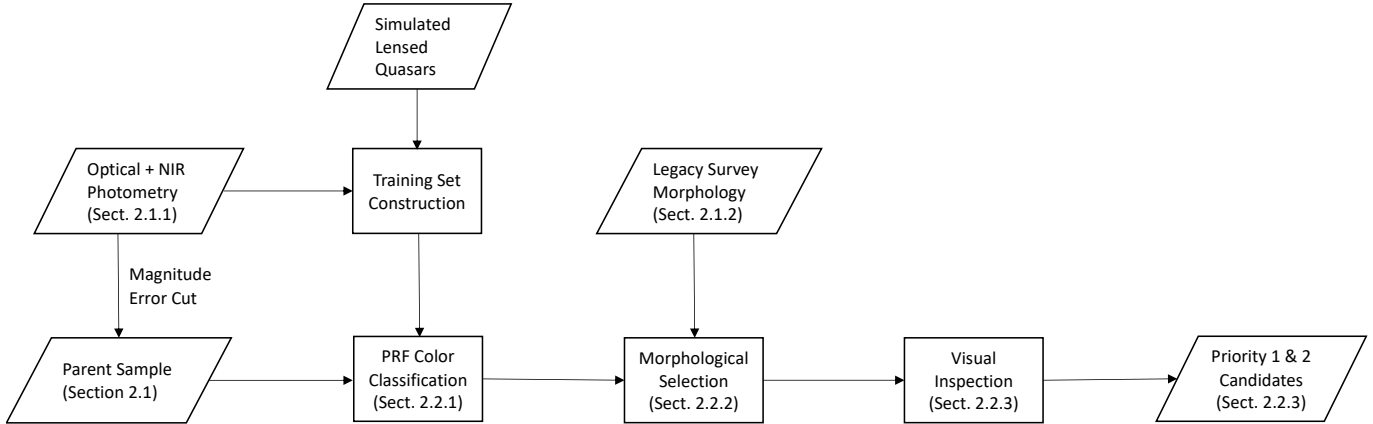 Simulated
Lensed
Quasars
Optical + NIR
Photometry
(Sect. 2.1.1)
Training Set
Construction
Legacy Survey
Morphology
(Sect. 2.1.2)
Magnitude
Error Cut
Parent Sample
(Section 2.1)
PRF Color
Classification
(Sect. 2.2.1)
Morphological
Selection
(Sect. 2.2.2)
Visual
Inspection
(Sect. 2.2.3)
Priority 1 & 2
Candidates
(Sect. 2.2.3)